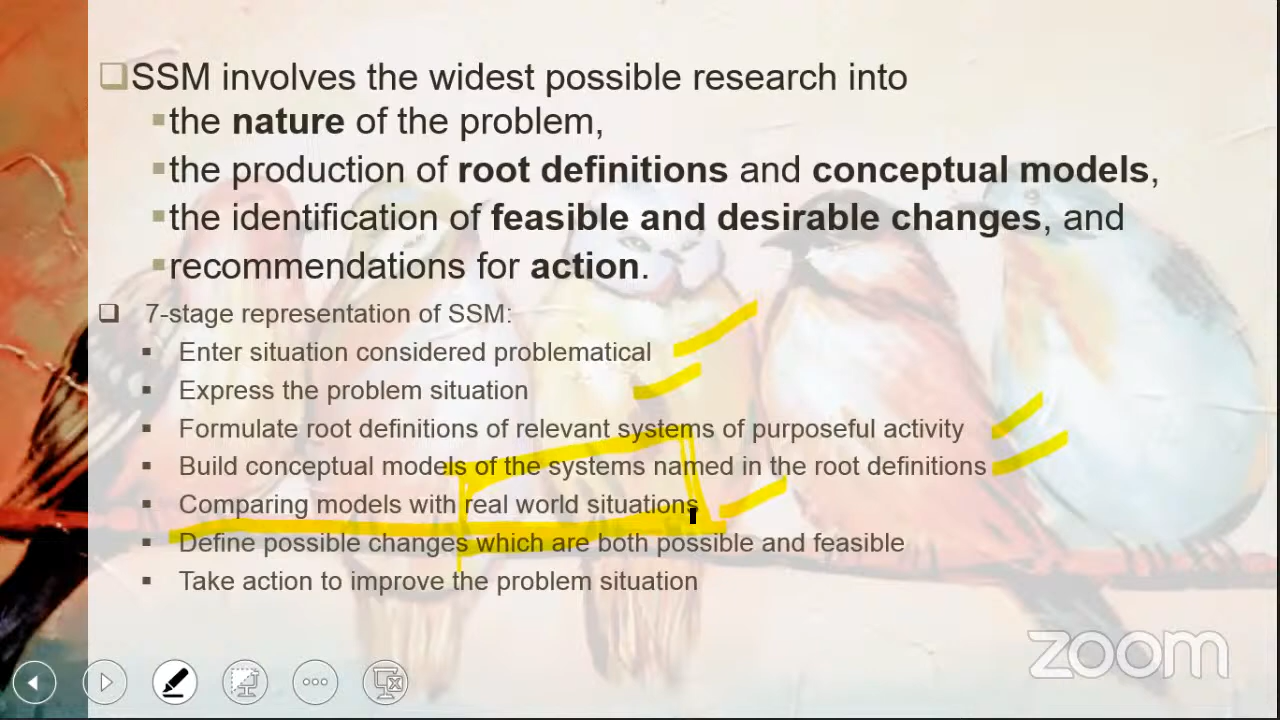 SSM involves the widest possible research into
the nature of the problem,
the production of root definitions and conceptual models,
the identification of feasible and desirable changes, and
recommendations for action.
7-stage representation of SSM:
Enter situation considered problematical
Express the problem situation
Formulate root definitions of relevant systems of purposeful activity
Build conceptual models of the systems named in the root definitions
Comparing models with real world situations
Define possible changes which are both possible and feasible
Take action to improve the problem situation
zoom